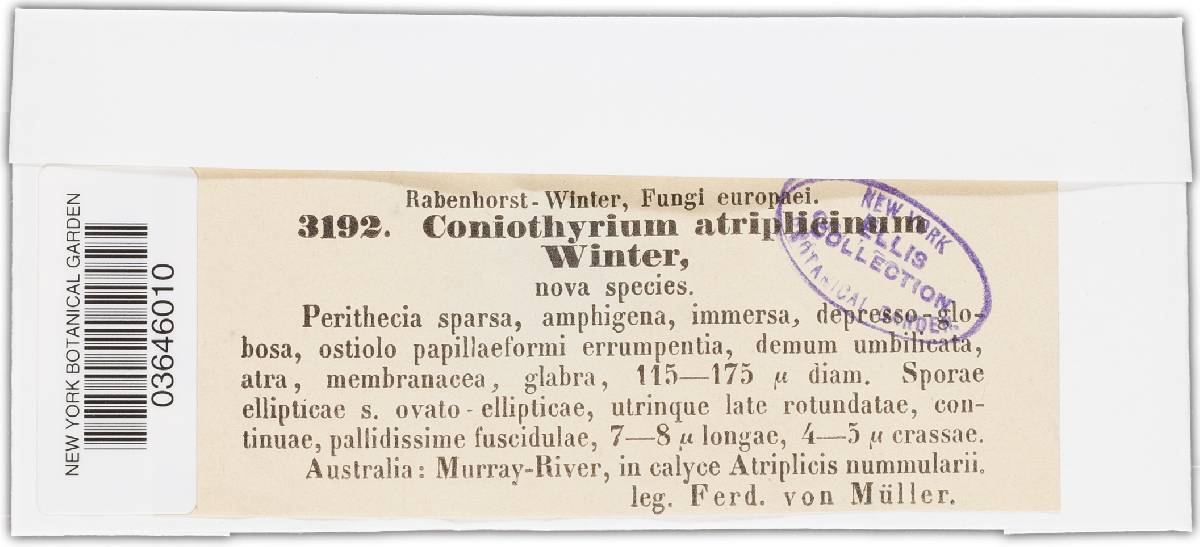 NEW YORK BOTANICAL GARDEN
03646010
Rabenhorst-Winter, Fungi europaei.
3192. Coniothyrium atriplicinum
Winter,
nova species.
Perithecia sparsa, amphigena, immersa, depresso-glo-
bosa, ostiolo papillaeformi errumpentia, demum umbilicata,
atra, membranacea, glabra, 115—175 µ diam. Sporae
ellipticae s. ovato-ellipticae, utrinque late rotundatae, con-
tinuae, pallidissime fuscidulae, 7—8 µ longae, 4—5 µ crassae.
Australia: Murray-River, in calyce Atriplicis nummularii.
leg. Ferd. von Müller.
NEW YORK
ELLIS
COLLECTION
BOTANICAL GARDEN